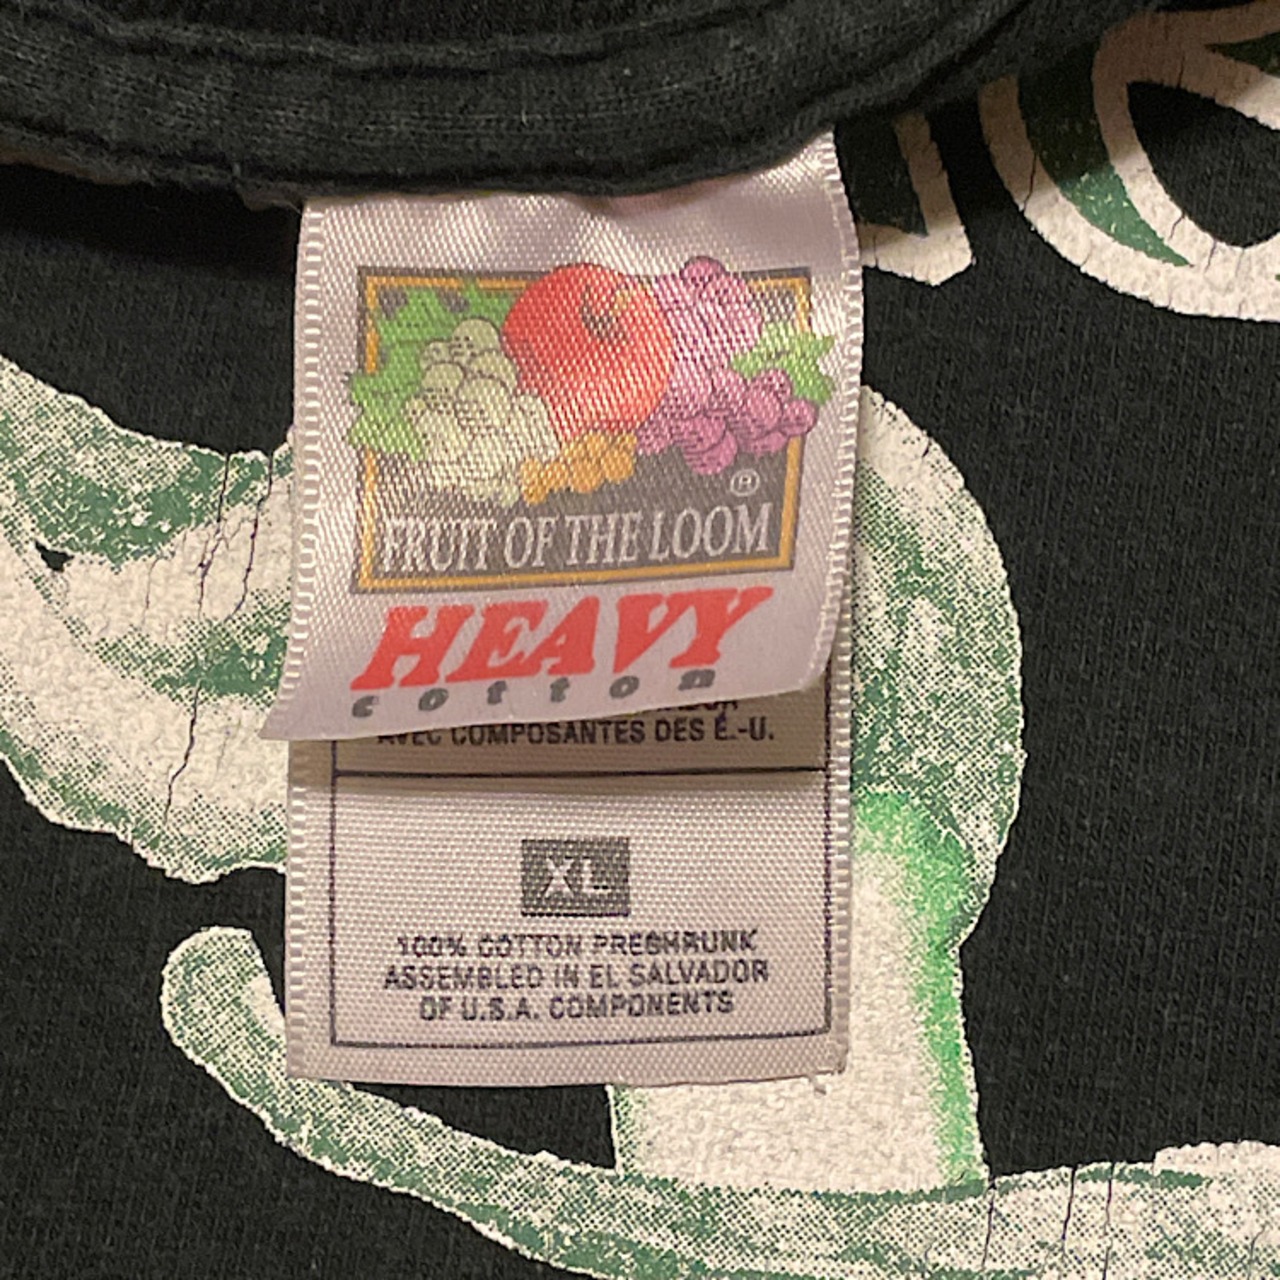 ®
FRUIT OF THE LOOM
HEAVY
cotton
AVEC COMPOSANTES DES É.-U.
XL
100% COTTON PRESHRUNK
ASSEMBLED IN EL SALVADOR
OF U.S.A. COMPONENTS